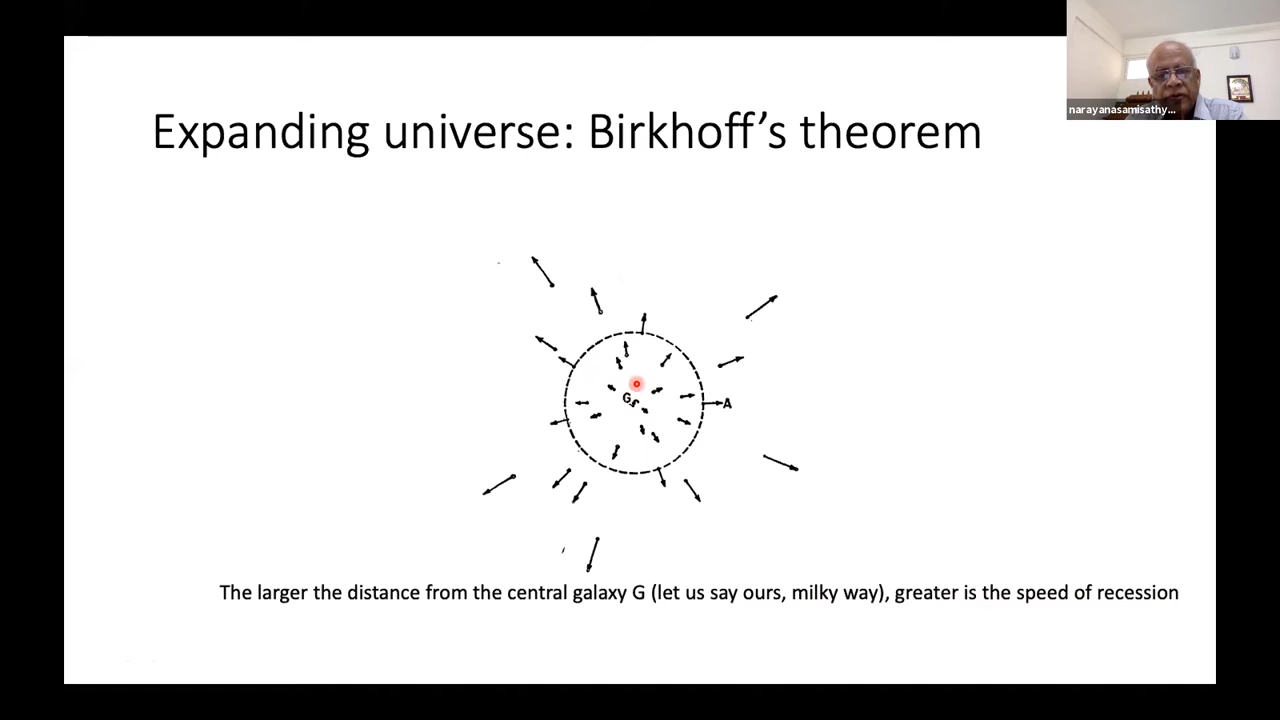 narayanasamisathy...
Expanding universe: Birkhoff's theorem
G
A
The larger the distance from the central galaxy G (let us say ours, milky way), greater is the speed of recession